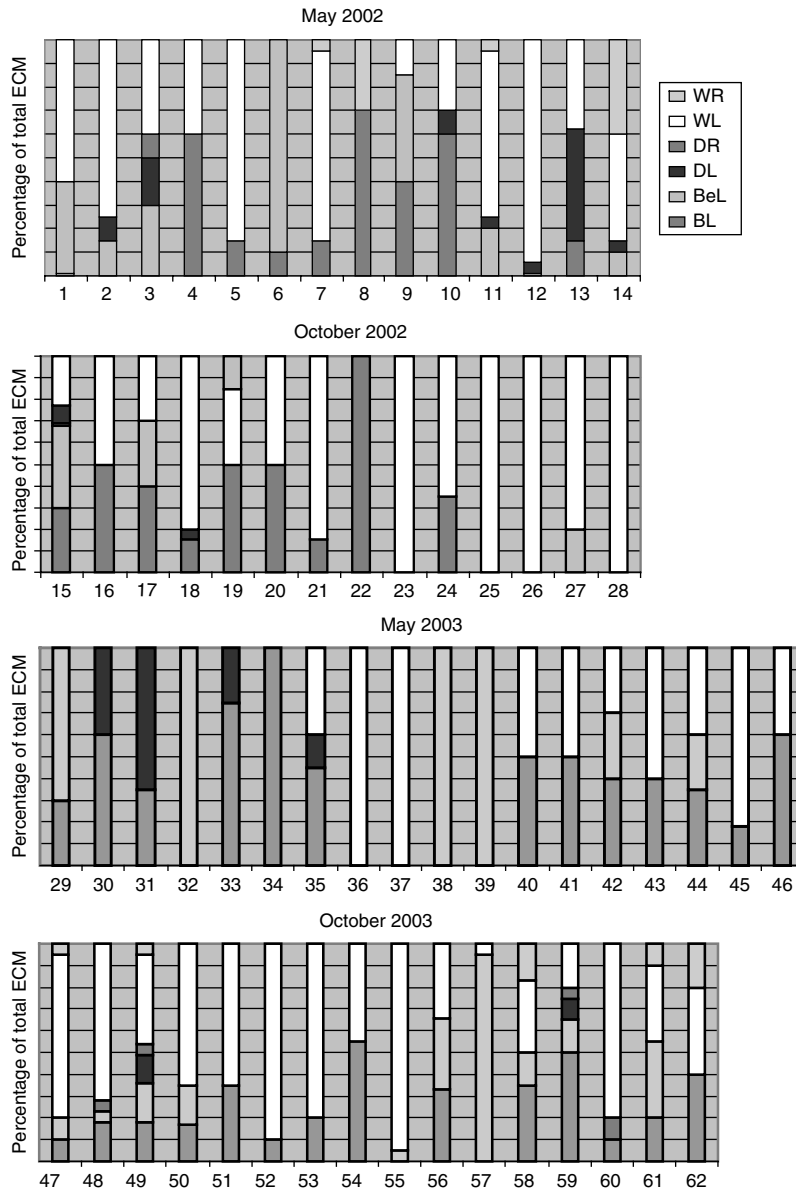 May 2002
Percentage of total ECM
1 2 3 4 5 6 7 8 9 10 11 12 13 14
WR
WL
DR
DL
BeL
BL
October 2002
Percentage of total ECM
15 16 17 18 19 20 21 22 23 24 25 26 27 28
May 2003
Percentage of total ECM
29 30 31 32 33 34 35 36 37 38 39 40 41 42 43 44 45 46
October 2003
Percentage of total ECM
47 48 49 50 51 52 53 54 55 56 57 58 59 60 61 62